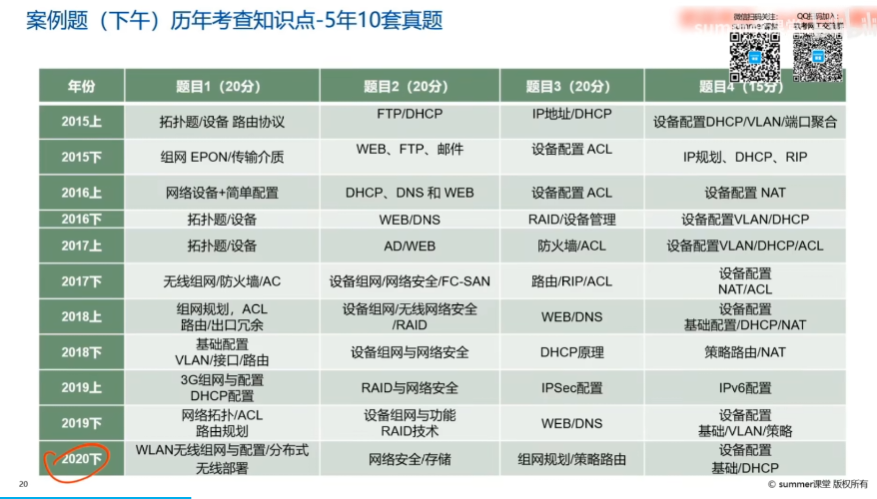 案例题（下午）历年考查知识点-5年10套真题
微信扫码关注:
QQ扫码加入:
年份 题目1（20分） 题目2（20分） 题目3（20分） 题目4（15分）
2015上 拓扑题/设备 路由协议 FTP/DHCP IP地址/DHCP 设备配置DHCP/VLAN/端口聚合
2015下 组网 EPON/传输介质 WEB、FTP、邮件 设备配置 ACL IP规划、DHCP、RIP
2016上 网络设备+简单配置 DHCP、DNS 和 WEB 设备配置 ACL 设备配置 NAT
2016下 拓扑题/设备 WEB/DNS RAID/设备管理 设备配置VLAN/DHCP
2017上 拓扑题/设备 AD/WEB 防火墙/ACL 设备配置VLAN/DHCP/ACL
2017下 无线组网/防火墙/AC 设备组网/网络安全/FC-SAN 路由/RIP/ACL 设备配置
NAT/ACL
2018上 组网规划，ACL
路由/出口冗余 设备组网/无线网络安全
/RAID WEB/DNS 设备配置
基础配置/DHCP/NAT
2018下 基础配置
VLAN/接口/路由 设备组网与网络安全 DHCP原理 策略路由/NAT
2019上 3G组网与配置
DHCP配置 RAID与网络安全 IPSec配置 IPv6配置
2019下 网络拓扑/ACL
路由规划 设备组网与功能
RAID技术 WEB/DNS 设备配置
基础/VLAN/策略
2020下 WLAN无线组网与配置/分布式
无线部署 网络安全/存储 组网规划/策略路由 设备配置
基础/DHCP
20
© summer课堂 版权所有